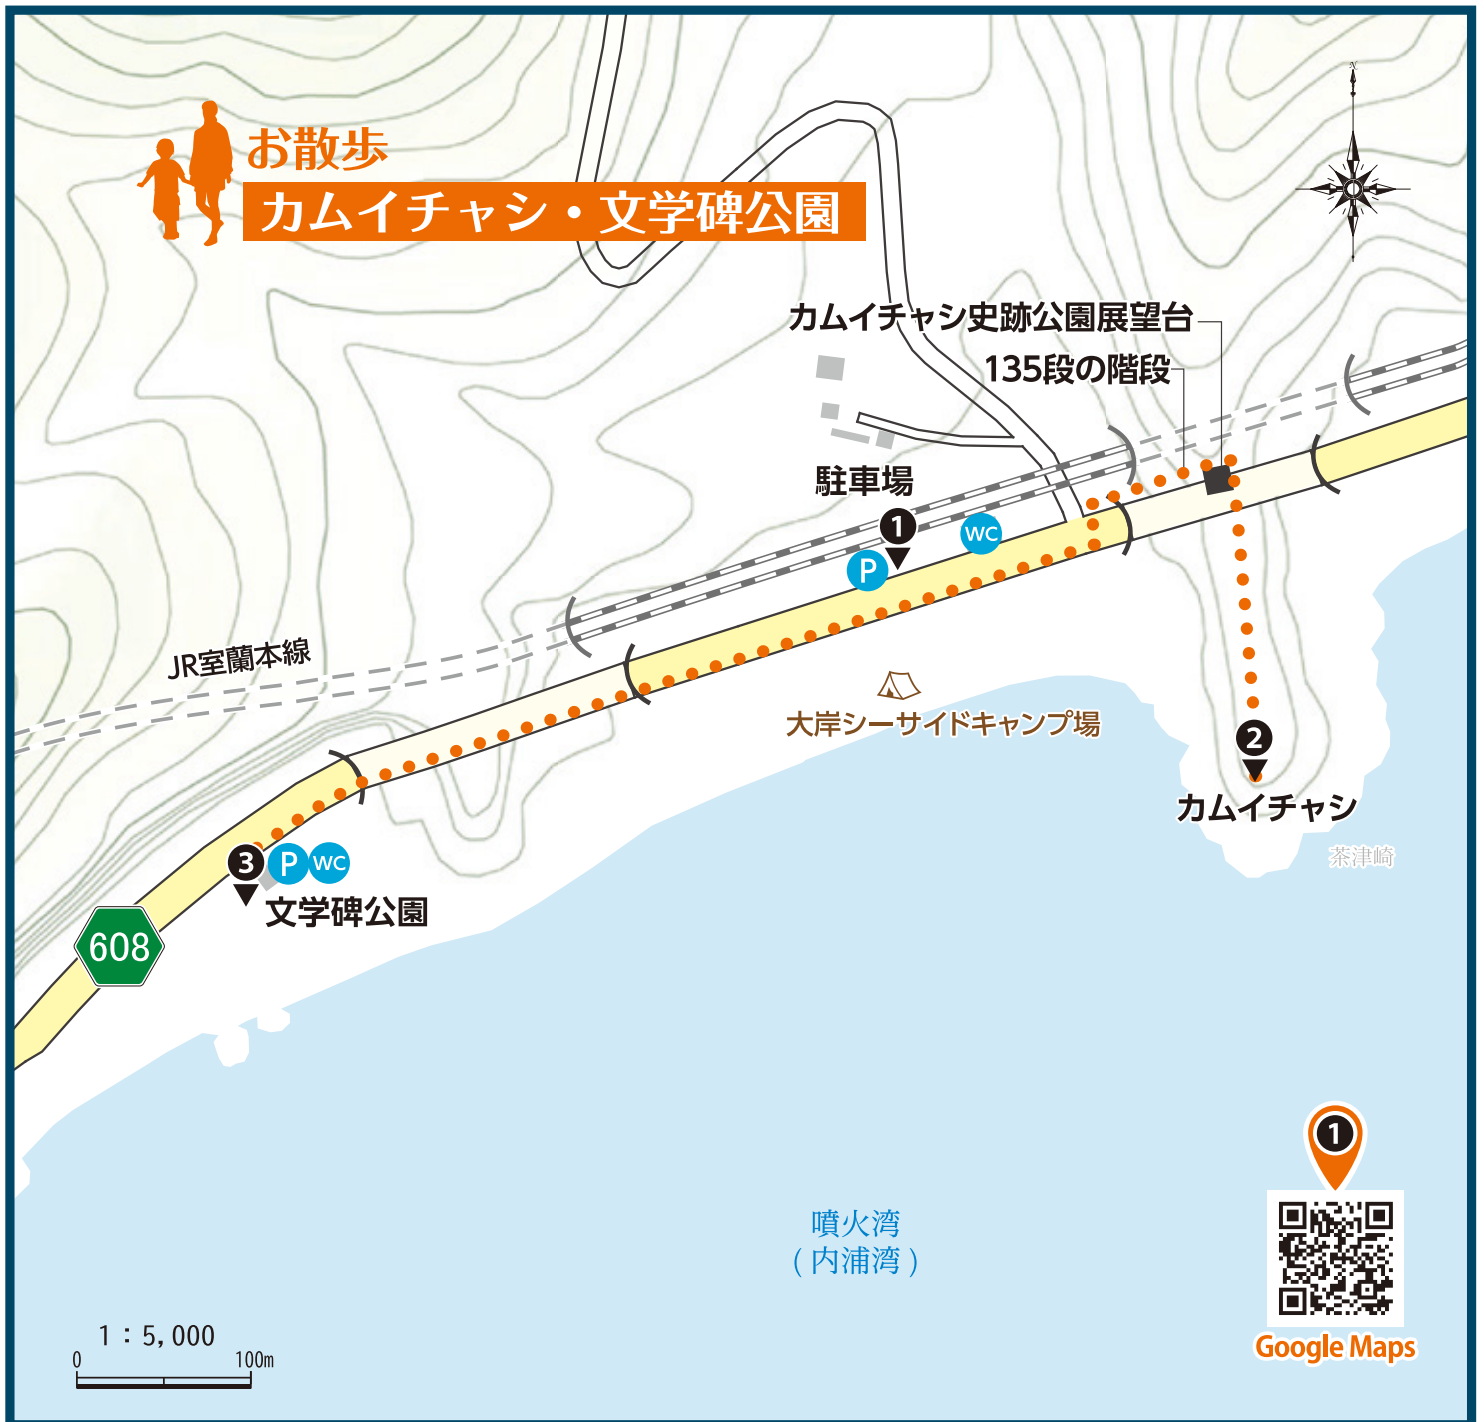 N
お散歩
カムイチャシ・文学碑公園
カムイチャシ史跡公園展望台
135段の階段
駐車場
1
WC
P
JR室蘭本線
大岸シーサイドキャンプ場
2
カムイチャシ
茶津崎
3
P
WC
文学碑公園
608
1
噴火湾
(内浦湾)
1：5,000
0
100m
Google Maps